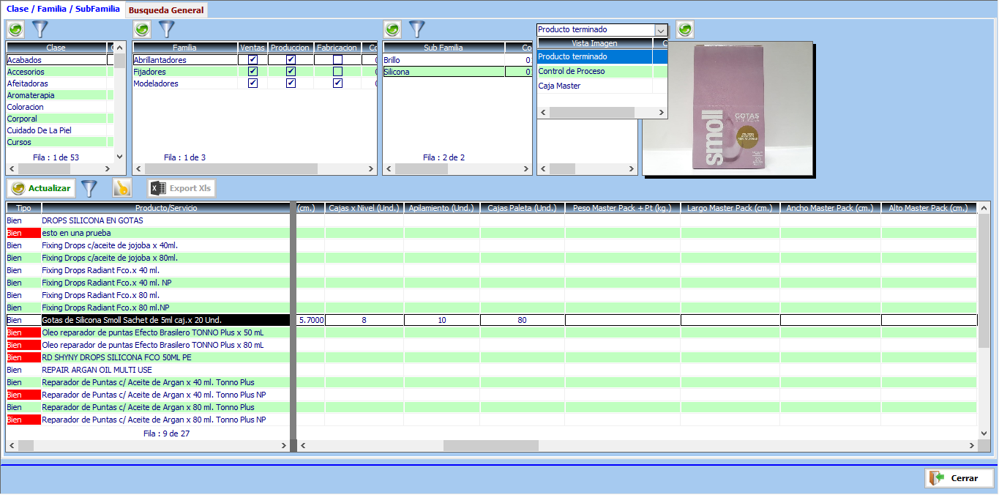 Clase / Familia / SubFamilia Busqueda General
Producto terminado
Clase
Acabados
Accesorios
Afeitadoras
Aromaterapia
Coloracion
Corporal
Cuidado De La Piel
Cursos
Fila : 1 de 53
Familia Ventas Produccion Fabricacion Co
Abrillantadores 0
Fijadores 0
Modeladores 0
Fila : 1 de 3
Sub Familia Co
Brillo 0
Silicona 0
Fila : 2 de 2
Vista Imagen C
Producto terminado
Control de Proceso
Caja Master
smoll
GOTAS
Actualizar Export Xls
Tipo Producto/Servicio (cm.) Cajas x Nivel (Und.) Apilamiento (Und.) Cajas Paleta (Und.) Peso Master Pack + Pt (kg.) Largo Master Pack (cm.) Ancho Master Pack (cm.) Alto Master Pack (cm.)
Bien DROPS SILICONA EN GOTAS
Bien esto en una prueba
Bien Fixing Drops c/aceite de jojoba x 40ml.
Bien Fixing Drops c/aceite de jojoba x 80ml.
Bien Fixing Drops Radiant Fco.x 40 ml.
Bien Fixing Drops Radiant Fco.x 40 ml. NP
Bien Fixing Drops Radiant Fco.x 80 ml.
Bien Fixing Drops Radiant Fco.x 80 ml.NP
Bien Gotas de Silicona Smoll Sachet de 5ml caj.x 20 Und. 5.7000 8 10 80
Bien Oleo reparador de puntas Efecto Brasilero TONNO Plus x 50 mL
Bien Oleo reparador de puntas Efecto Brasilero TONNO Plus x 80 mL
Bien RD SHYNY DROPS SILICONA FCO 50ML PE
Bien REPAIR ARGAN OIL MULTI USE
Bien Reparador de Puntas c/ Aceite de Argan x 40 ml. Tonno Plus
Bien Reparador de Puntas c/ Aceite de Argan x 40 ml. Tonno Plus NP
Bien Reparador de Puntas c/ Aceite de Argan x 80 ml. Tonno Plus
Bien Reparador de Puntas c/ Aceite de Argan x 80 ml. Tonno Plus NP
Fila : 9 de 27
Cerrar